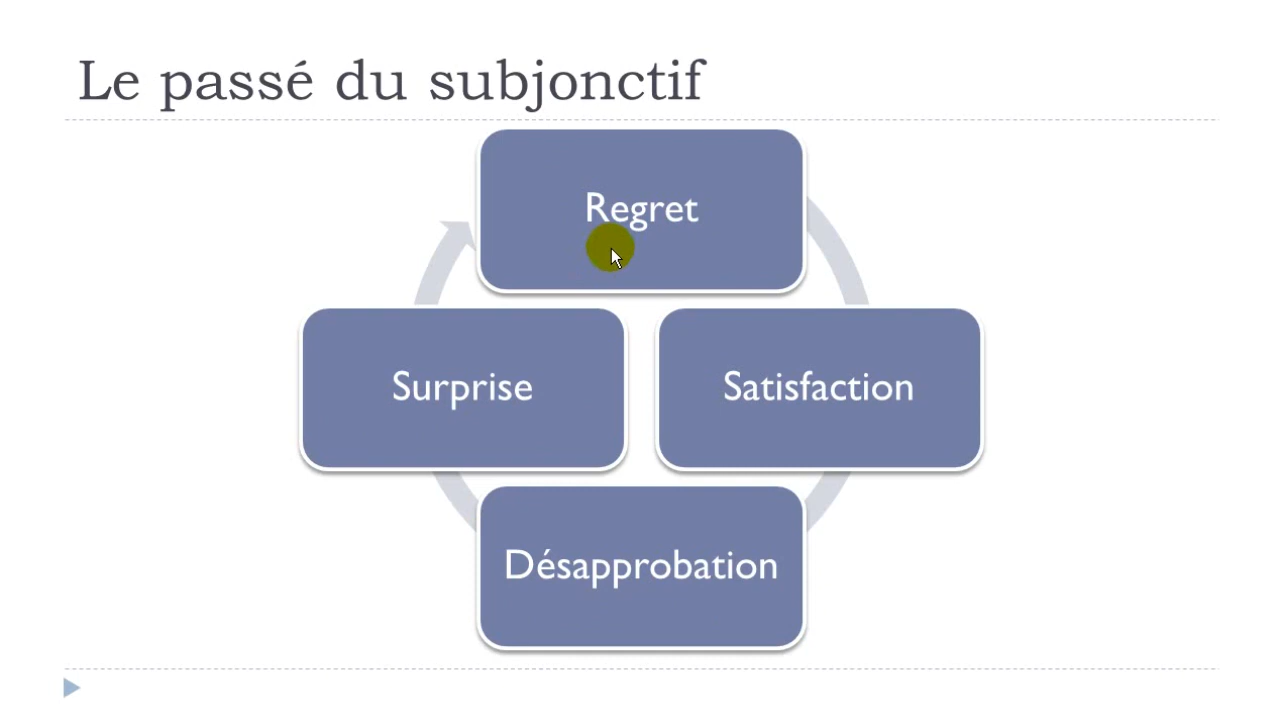 Le passé du subjonctif
Regret
Surprise
Satisfaction
Désapprobation